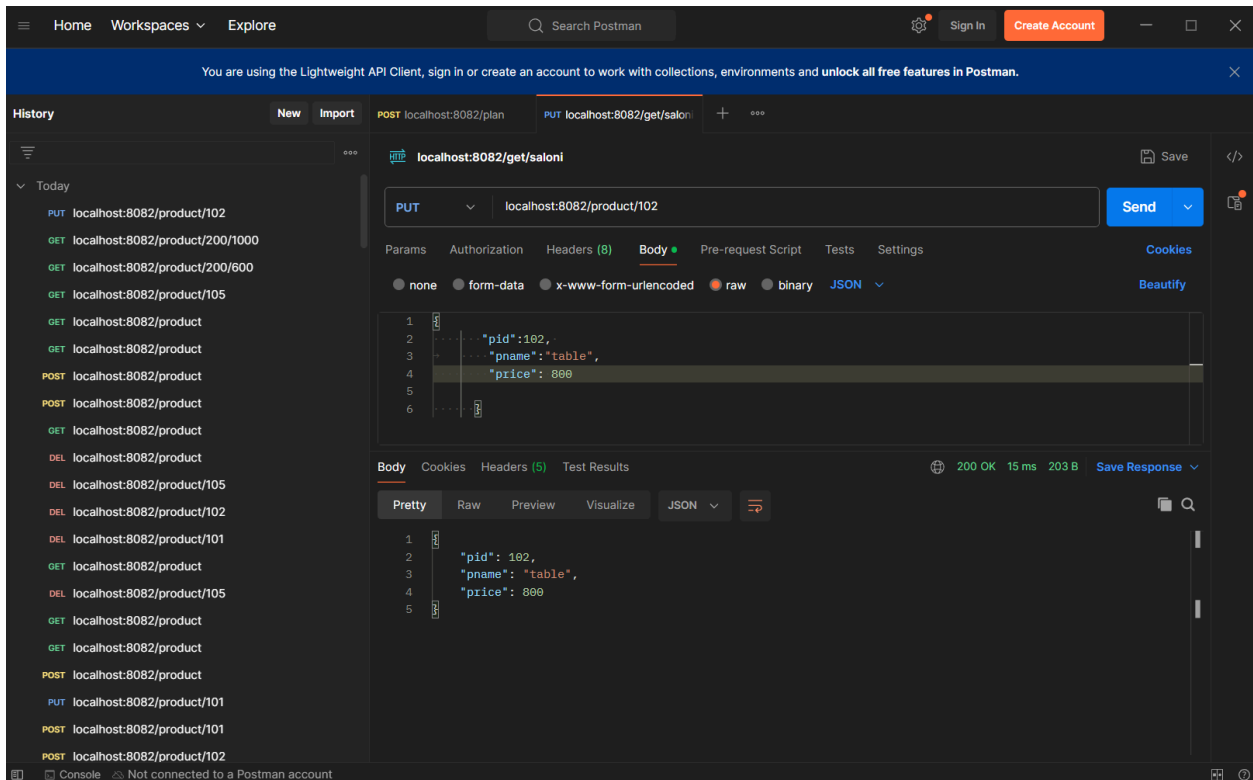 Home Workspaces Explore Search Postman Sign In Create Account
You are using the Lightweight API Client, sign in or create an account to work with collections, environments and unlock all free features in Postman.
History New Import
POST localhost:8082/plan PUT localhost:8082/get/saloni
HTTP localhost:8082/get/saloni Save
Today
PUT localhost:8082/product/102
GET localhost:8082/product/200/1000
GET localhost:8082/product/200/600
GET localhost:8082/product/105
GET localhost:8082/product
GET localhost:8082/product
POST localhost:8082/product
POST localhost:8082/product
GET localhost:8082/product
DEL localhost:8082/product
DEL localhost:8082/product/105
DEL localhost:8082/product/102
DEL localhost:8082/product/101
GET localhost:8082/product
DEL localhost:8082/product/105
GET localhost:8082/product
GET localhost:8082/product
POST localhost:8082/product
PUT localhost:8082/product/101
POST localhost:8082/product/101
POST localhost:8082/product/102
PUT localhost:8082/product/102 Send
Params Authorization Headers (8) Body Pre-request Script Tests Settings Cookies
none form-data x-www-form-urlencoded raw binary JSON Beautify
1 {
2 "pid":102,
3 "pname":"table",
4 "price": 800
5
6 }
Body Cookies Headers (5) Test Results 200 OK 15 ms 203 B Save Response
Pretty Raw Preview Visualize JSON
1 {
2 "pid": 102,
3 "pname": "table",
4 "price": 800
5 }
Console Not connected to a Postman account